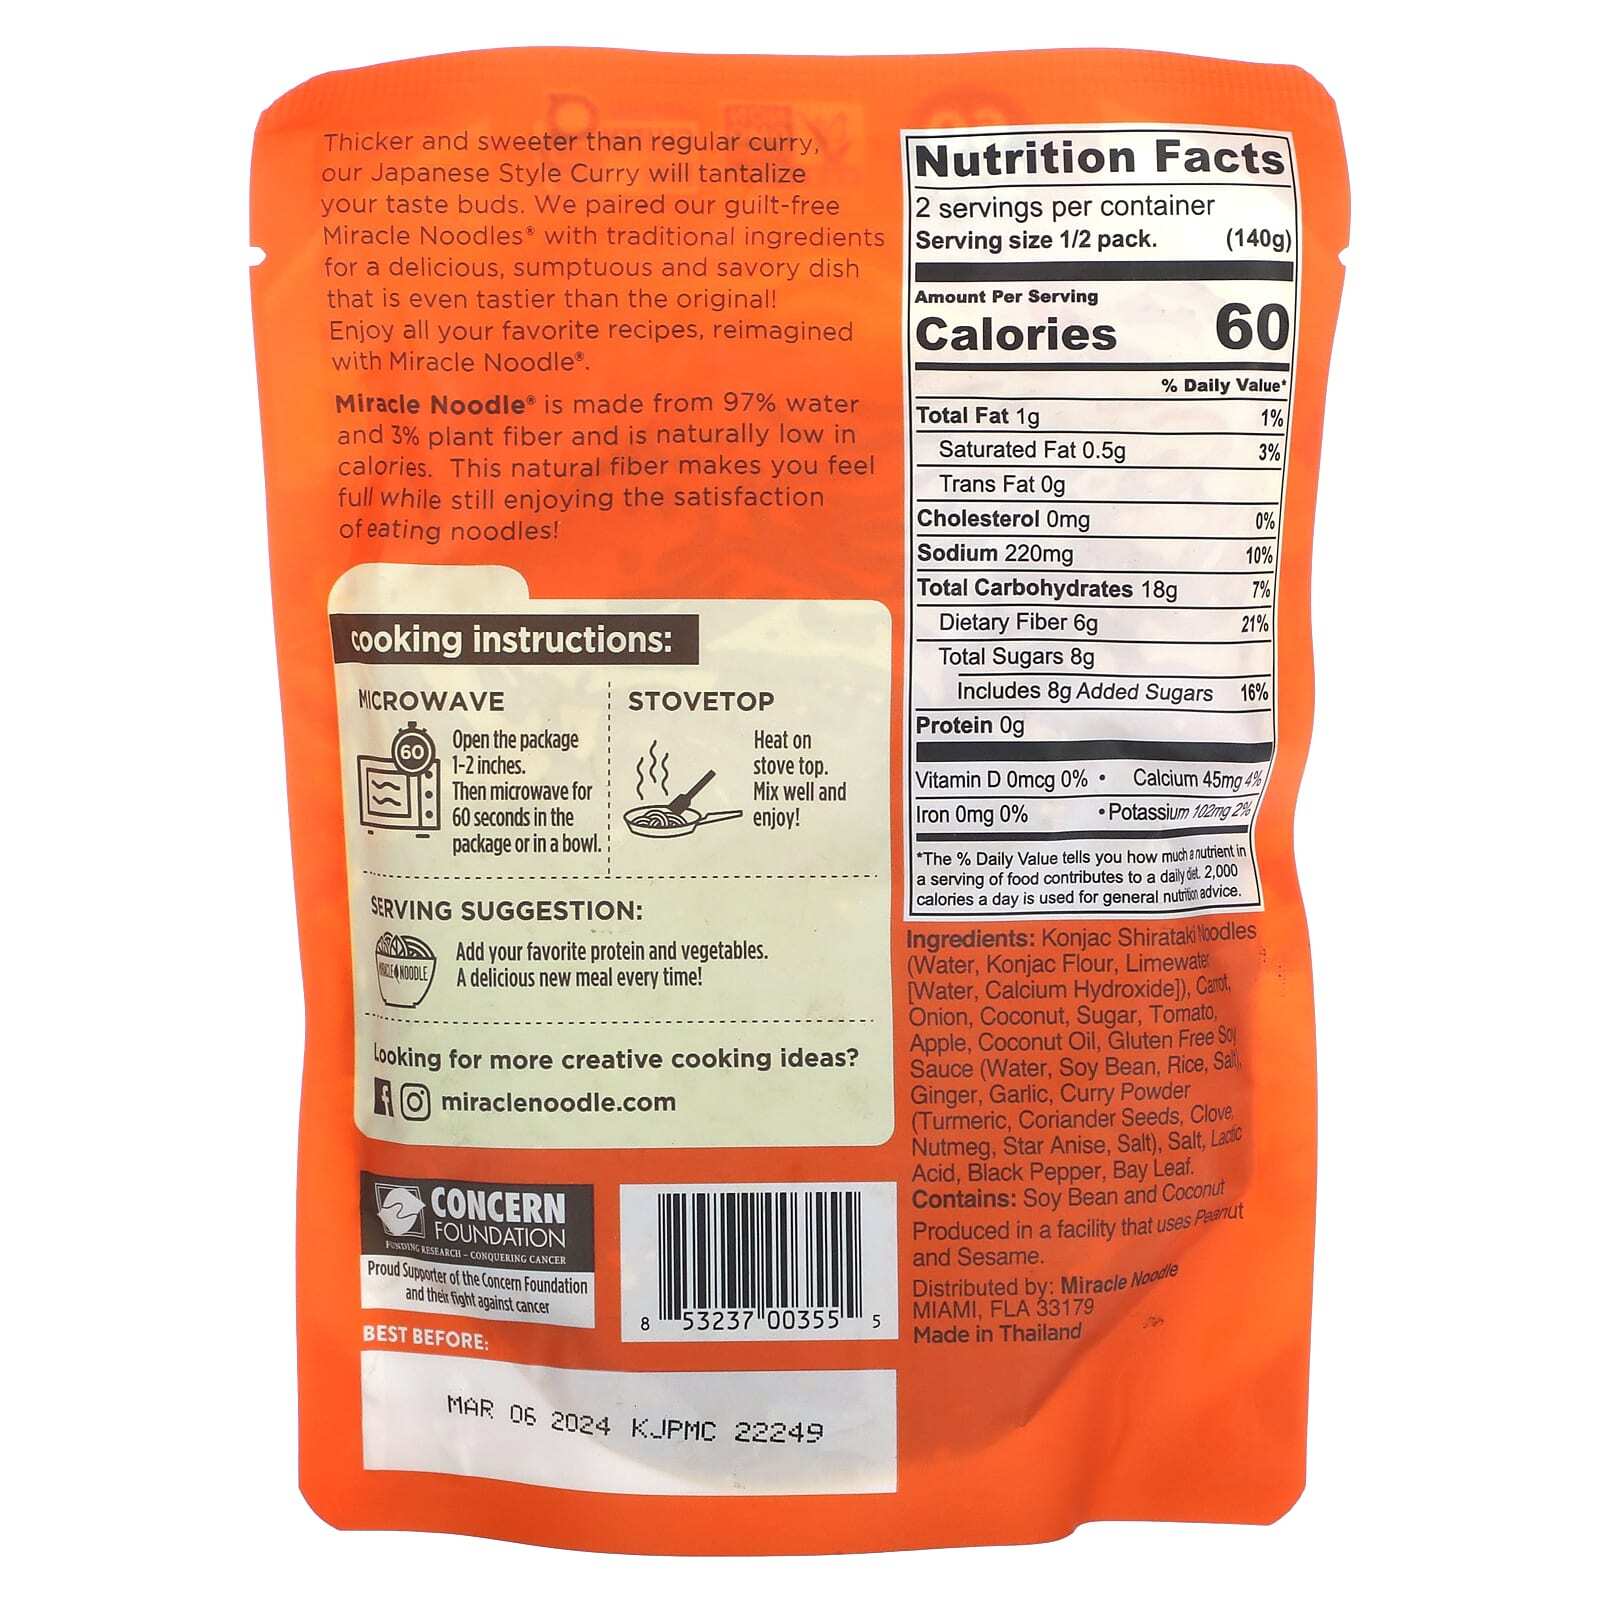 Thicker and sweeter than regular curry,
our Japanese Style Curry will tantalize
your taste buds. We paired our guilt-free
Miracle Noodles® with traditional ingredients
for a delicious, sumptuous and savory dish
that is even tastier than the original!
Enjoy all your favorite recipes, reimagined
with Miracle Noodle®.
Miracle Noodle® is made from 97% water
and 3% plant fiber and is naturally low in
calories. This natural fiber makes you feel
full while still enjoying the satisfaction
of eating noodles!
cooking instructions:
MICROWAVE
60
Open the package
1-2 inches.
Then microwave for
60 seconds in the
package or in a bowl.
STOVETOP
Heat on
stove top.
Mix well and
enjoy!
SERVING SUGGESTION:
MIRACLE NOODLE
Add your favorite protein and vegetables.
A delicious new meal every time!
Looking for more creative cooking ideas?
miraclenoodle.com
CONCERN
FOUNDATION
FUNDING RESEARCH – CONQUERING CANCER
Proud Supporter of the Concern Foundation
and their fight against cancer
8 53237 00355 5
BEST BEFORE:
MAR 06 2024 KJPMC 22249
Nutrition Facts
2 servings per container
Serving size 1/2 pack. (140g)
Amount Per Serving
Calories 60
% Daily Value*
Total Fat 1g 1%
Saturated Fat 0.5g 3%
Trans Fat 0g
Cholesterol 0mg 0%
Sodium 220mg 10%
Total Carbohydrates 18g 7%
Dietary Fiber 6g 21%
Total Sugars 8g
Includes 8g Added Sugars 16%
Protein 0g
Vitamin D 0mcg 0% • Calcium 45mg 4%
Iron 0mg 0% • Potassium 102mg 2%
*The % Daily Value tells you how much a nutrient in
a serving of food contributes to a daily diet. 2,000
calories a day is used for general nutrition advice.
Ingredients: Konjac Shirataki Noodles
(Water, Konjac Flour, Limewater
[Water, Calcium Hydroxide]), Carrot,
Onion, Coconut, Sugar, Tomato,
Apple, Coconut Oil, Gluten Free Soy
Sauce (Water, Soy Bean, Rice, Salt),
Ginger, Garlic, Curry Powder
(Turmeric, Coriander Seeds, Clove,
Nutmeg, Star Anise, Salt), Salt, Lactic
Acid, Black Pepper, Bay Leaf.
Contains: Soy Bean and Coconut
Produced in a facility that uses Peanut
and Sesame.
Distributed by: Miracle Noodle
MIAMI, FLA 33179
Made in Thailand